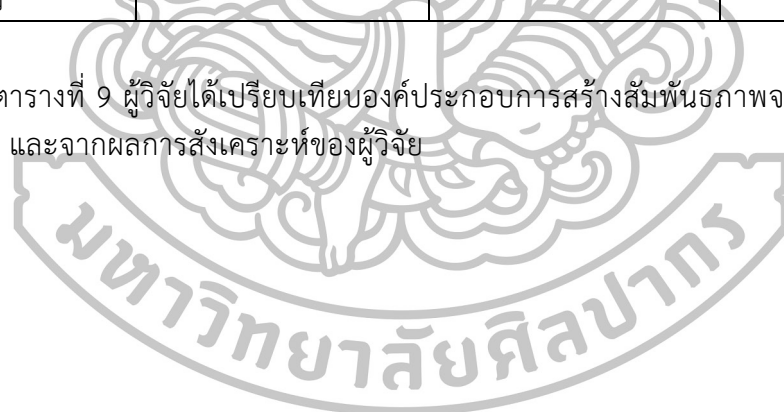 ตารางที่ 9 ผู้วิจัยได้เปรียบเทียบองค์ประกอบการสร้างสัมพันธภาพจ
และจากผลการสังเคราะห์ของผู้วิจัย
มหาวิทยาลัยศิลปากร